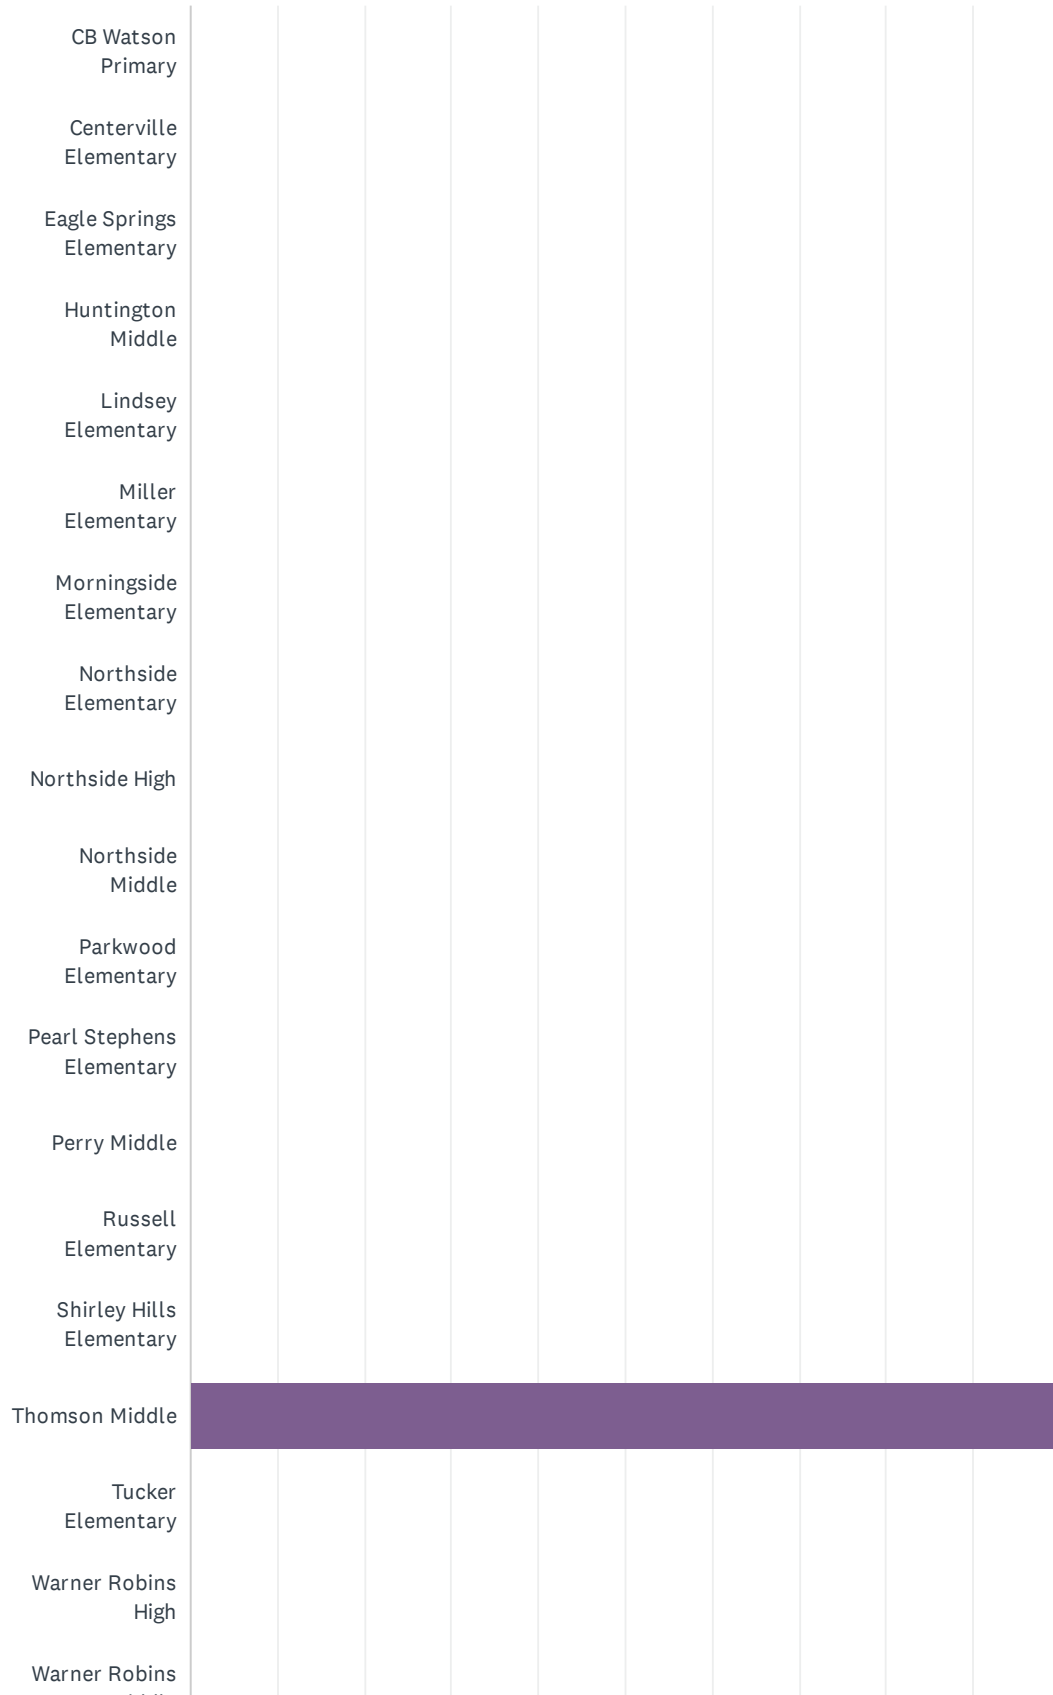 CB Watson
Primary
Centerville
Elementary
Eagle Springs
Elementary
Huntington
Middle
Lindsey
Elementary
Miller
Elementary
Morningside
Elementary
Northside
Elementary
Northside High
Northside
Middle
Parkwood
Elementary
Pearl Stephens
Elementary
Perry Middle
Russell
Elementary
Shirley Hills
Elementary
Thomson Middle
Tucker
Elementary
Warner Robins
High
Warner Robins